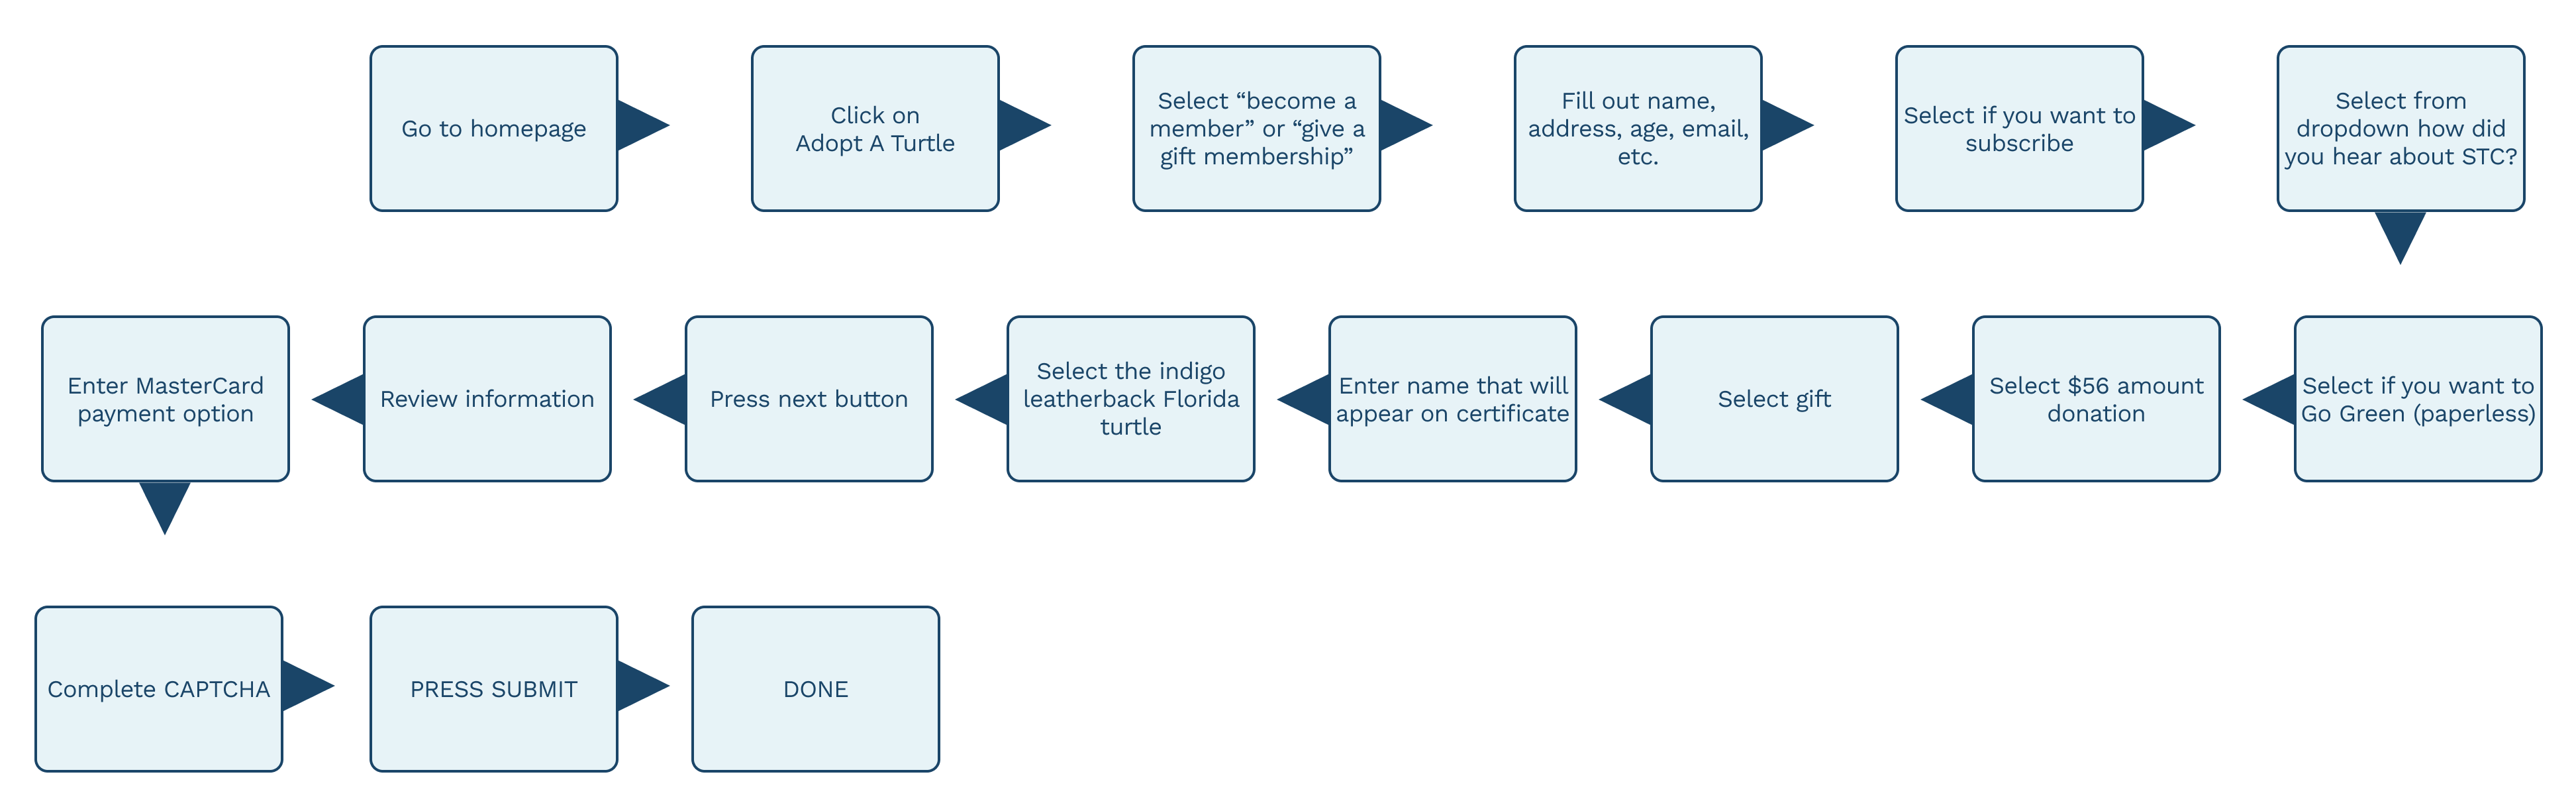 Go to homepage
Click on
Adopt A Turtle
Select “become a
member” or “give a
gift membership”
Fill out name,
address, age, email,
etc.
Select if you want to
subscribe
Select from
dropdown how did
you hear about STC?
Select if you want to
Go Green (paperless)
Select $56 amount
donation
Select gift
Enter name that will
appear on certificate
Select the indigo
leatherback Florida
turtle
Press next button
Review information
Enter MasterCard
payment option
Complete CAPTCHA
PRESS SUBMIT
DONE